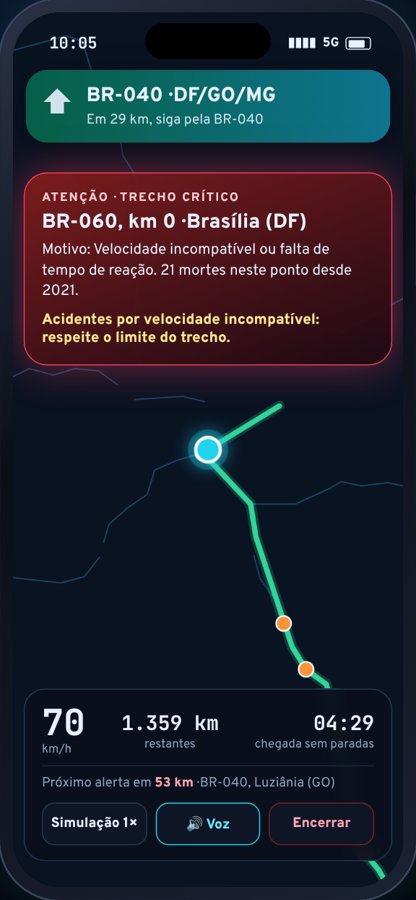 10:05 5G
BR-040 ·DF/GO/MG
Em 29 km, siga pela BR-040
ATENÇÃO · TRECHO CRÍTICO
BR-060, km 0 ·Brasília (DF)
Motivo: Velocidade incompatível ou falta de
tempo de reação. 21 mortes neste ponto desde
2021.
Acidentes por velocidade incompatível:
respeite o limite do trecho.
70 1.359 km 04:29
km/h restantes chegada sem paradas
Próximo alerta em 53 km ·BR-040, Luziânia (GO)
Simulação 1× 🔊 Voz Encerrar